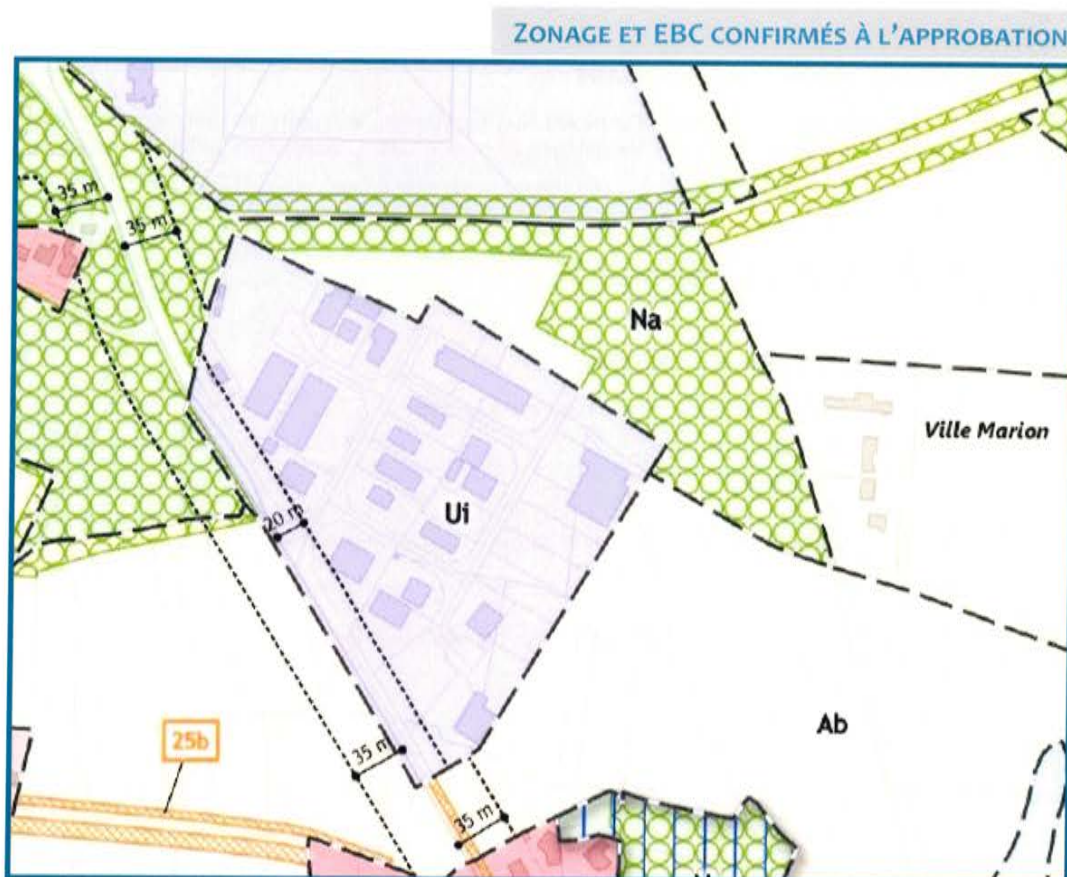 ZONAGE ET EBC CONFIRMÉS À L'APPROBATION
35 m
35 m
Na
Ville Marion
Ui
20 m
Ab
25b
35 m
35 m